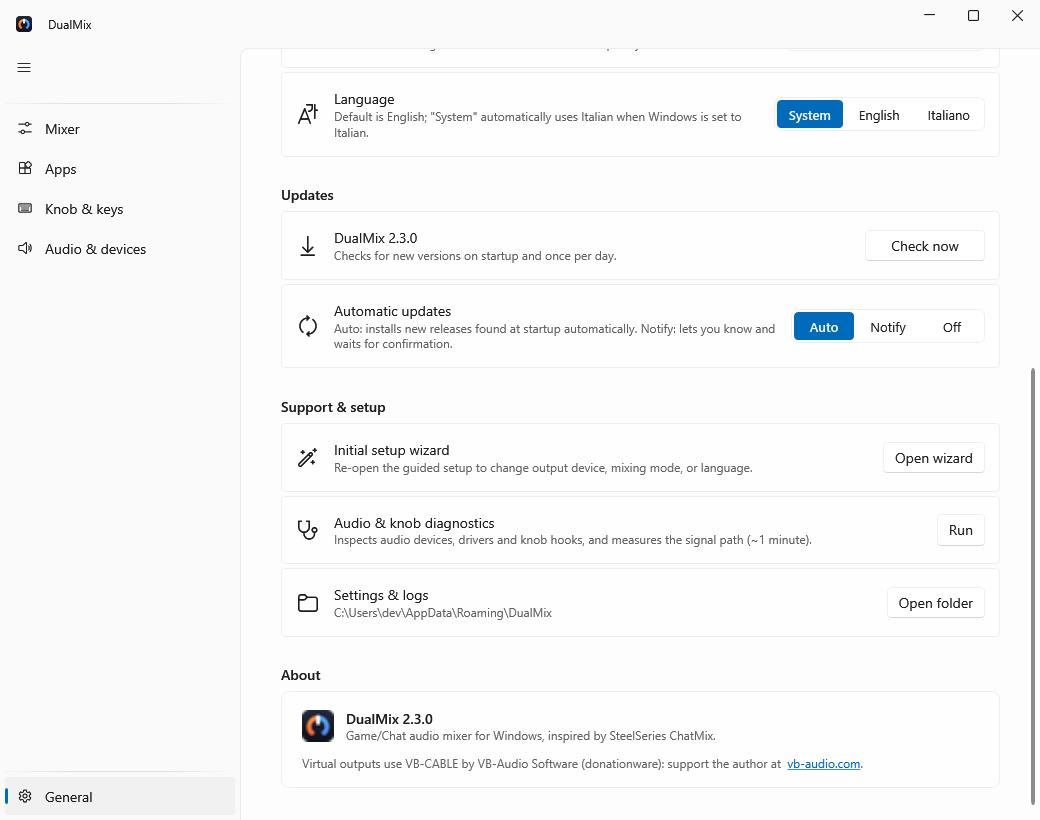 DualMix
Mixer
Apps
Knob & keys
Audio & devices
General
Language
Default is English; "System" automatically uses Italian when Windows is set to
Italian.
System
English
Italiano
Updates
DualMix 2.3.0
Checks for new versions on startup and once per day.
Check now
Automatic updates
Auto: installs new releases found at startup automatically. Notify: lets you know and
waits for confirmation.
Auto
Notify
Off
Support & setup
Initial setup wizard
Re-open the guided setup to change output device, mixing mode, or language.
Open wizard
Audio & knob diagnostics
Inspects audio devices, drivers and knob hooks, and measures the signal path (~1 minute).
Run
Settings & logs
C:\Users\dev\AppData\Roaming\DualMix
Open folder
About
DualMix 2.3.0
Game/Chat audio mixer for Windows, inspired by SteelSeries ChatMix.
Virtual outputs use VB-CABLE by VB-Audio Software (donationware): support the author at vb-audio.com.